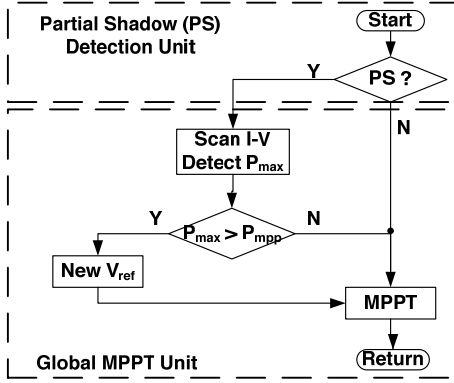 Partial Shadow (PS)
Detection Unit
Start
PS ?
Y
N
Scan I-V
Detect Pmax
Y
Pmax > Pmpp
N
New Vref
MPPT
Return
Global MPPT Unit